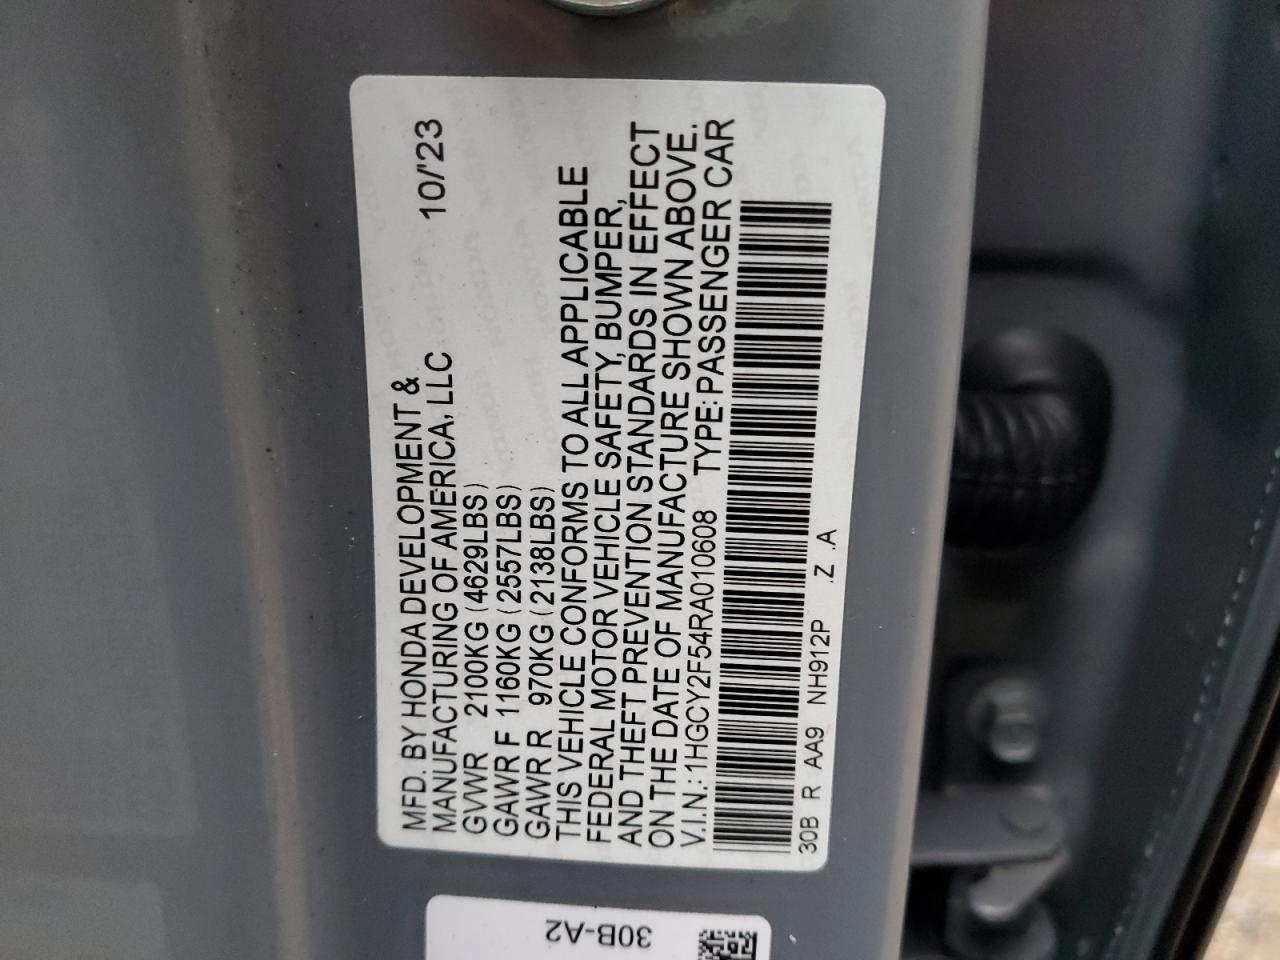 MFD. BY HONDA DEVELOPMENT &
MANUFACTURING OF AMERICA, LLC 10/'23
GVWR 2100KG (4629LBS)
GAWR F 1160KG (2557LBS)
GAWR R 970KG (2138LBS)
THIS VEHICLE CONFORMS TO ALL APPLICABLE
FEDERAL MOTOR VEHICLE SAFETY, BUMPER,
AND THEFT PREVENTION STANDARDS IN EFFECT
ON THE DATE OF MANUFACTURE SHOWN ABOVE.
V.I.N.: 1HGCY2F54RA010608 TYPE: PASSENGER CAR
30B R AA9 NH912P .Z .A
30B-A2